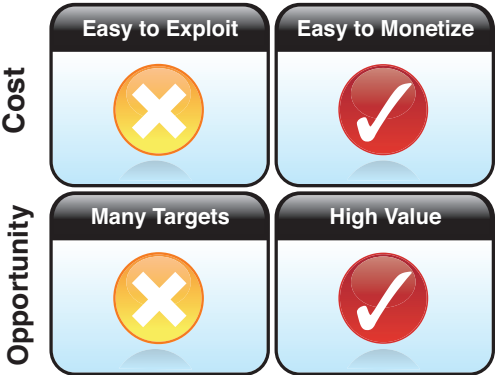 Cost
Easy to Exploit
Easy to Monetize
Opportunity
Many Targets
High Value